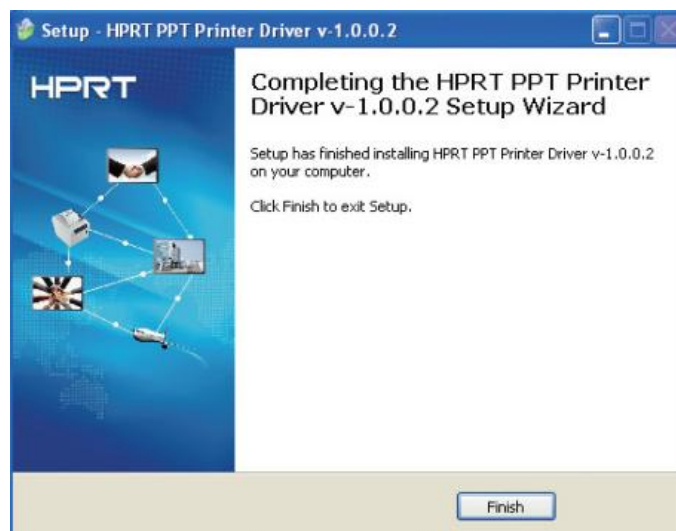 Setup - HPRT PPT Printer Driver v-1.0.0.2
HPRT
Completing the HPRT PPT Printer
Driver v-1.0.0.2 Setup Wizard
Setup has finished installing HPRT PPT Printer Driver v-1.0.0.2
on your computer.
Click Finish to exit Setup.
Finish